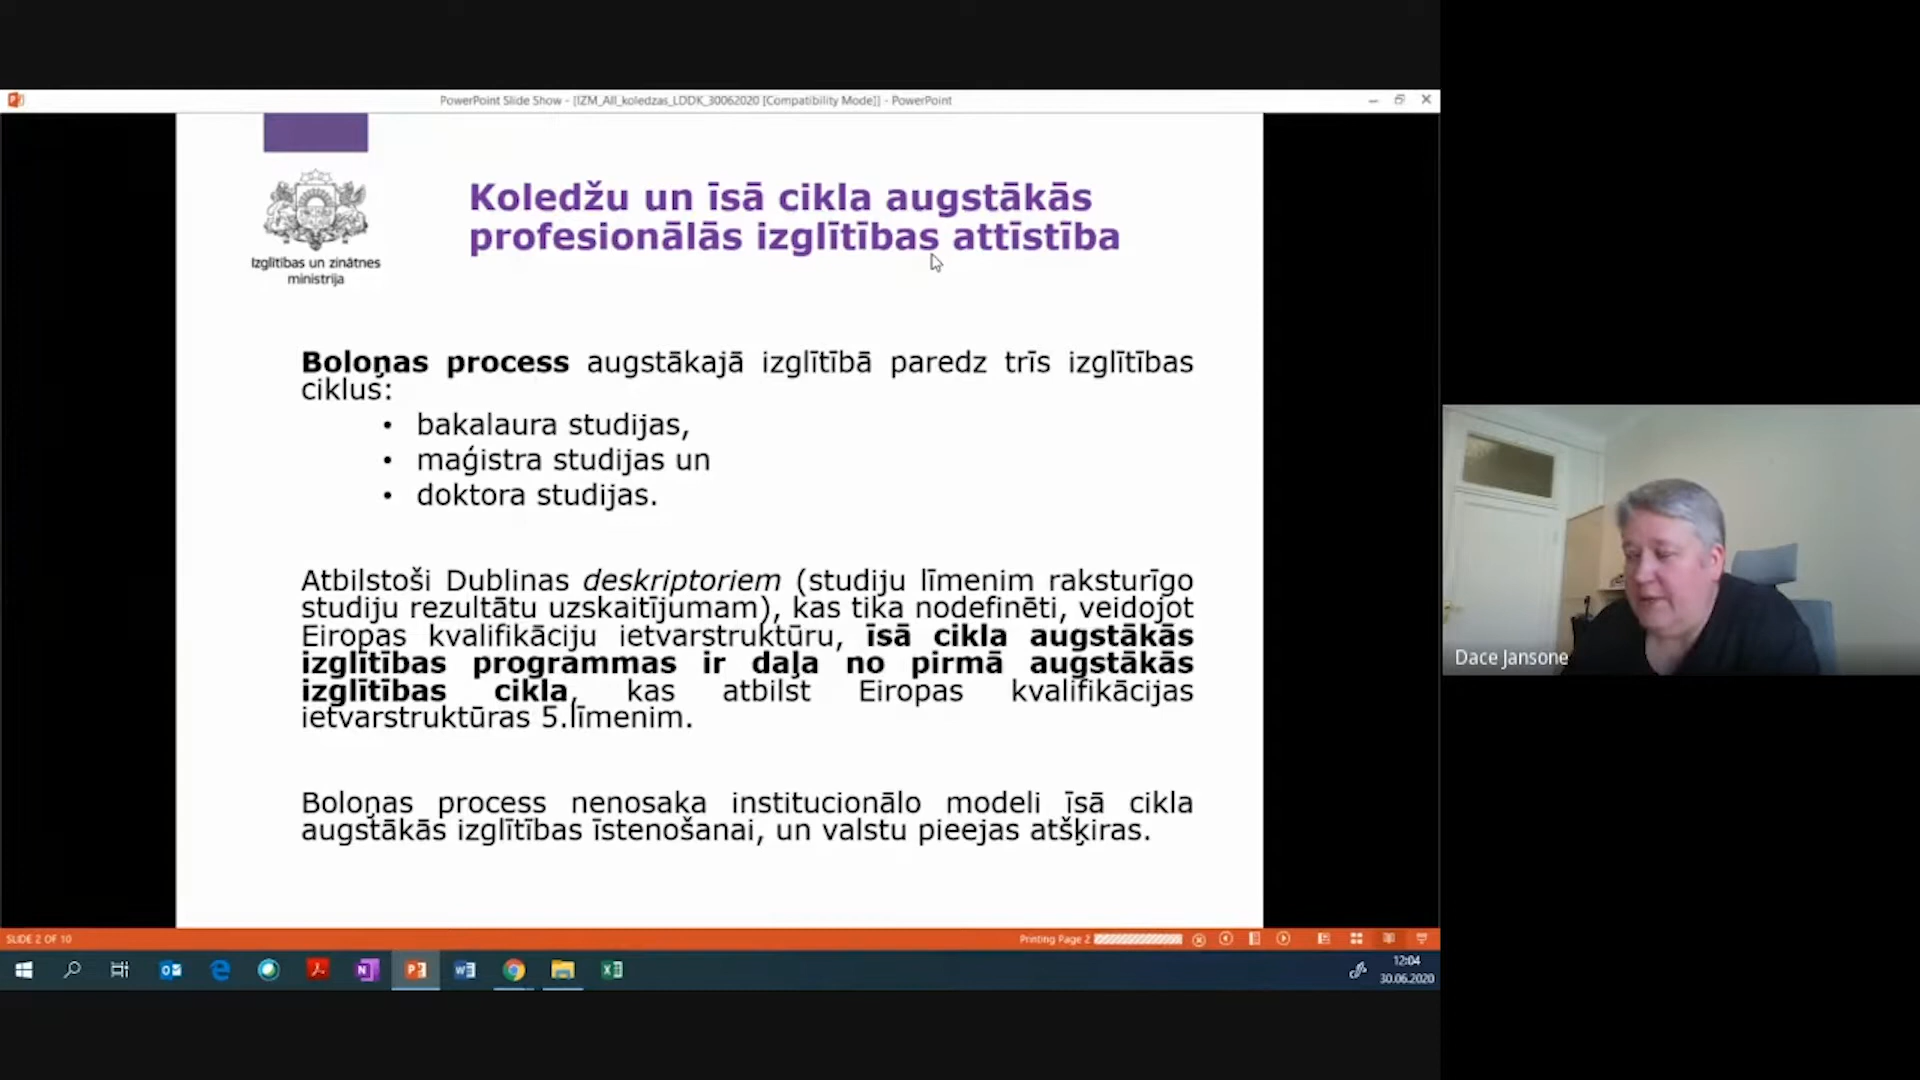 PowerPoint Slide Show - [IZM_AII_koledzas_LDDK_30062020 [Compatibility Mode]] - PowerPoint
Izglītības un zinātnes
ministrija
Koledžu un īsā cikla augstākās
profesionālās izglītības attīstība
Boloņas process augstākajā izglītībā paredz trīs izglītības
ciklus:
• bakalaura studijas,
• maģistra studijas un
• doktora studijas.
Atbilstoši Dublinas deskriptoriem (studiju līmenim raksturīgo
studiju rezultātu uzskaitījumam), kas tika nodefinēti, veidojot
Eiropas kvalifikāciju ietvarstruktūru, īsā cikla augstākās
izglītības programmas ir daļa no pirmā augstākās
izglītības cikla, kas atbilst Eiropas kvalifikācijas
ietvarstruktūras 5.līmenim.
Boloņas process nenosaka institucionālo modeli īsā cikla
augstākās izglītības īstenošanai, un valstu pieejas atšķiras.
Dace Jansone
SLIDE 2 OF 10
Printing Page 2
12:04
30.06.2020